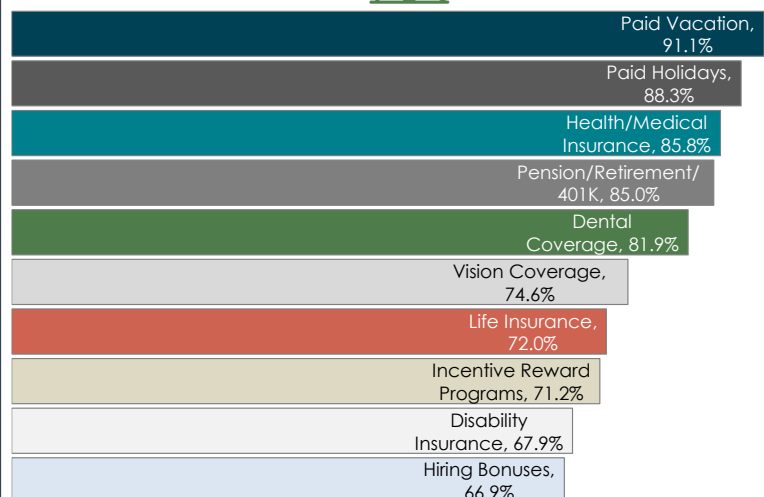 Paid Vacation,
91.1%
Paid Holidays,
88.3%
Health/Medical
Insurance, 85.8%
Pension/Retirement/
401K, 85.0%
Dental
Coverage, 81.9%
Vision Coverage,
74.6%
Life Insurance,
72.0%
Incentive Reward
Programs, 71.2%
Disability
Insurance, 67.9%
Hiring Bonuses,
66.9%